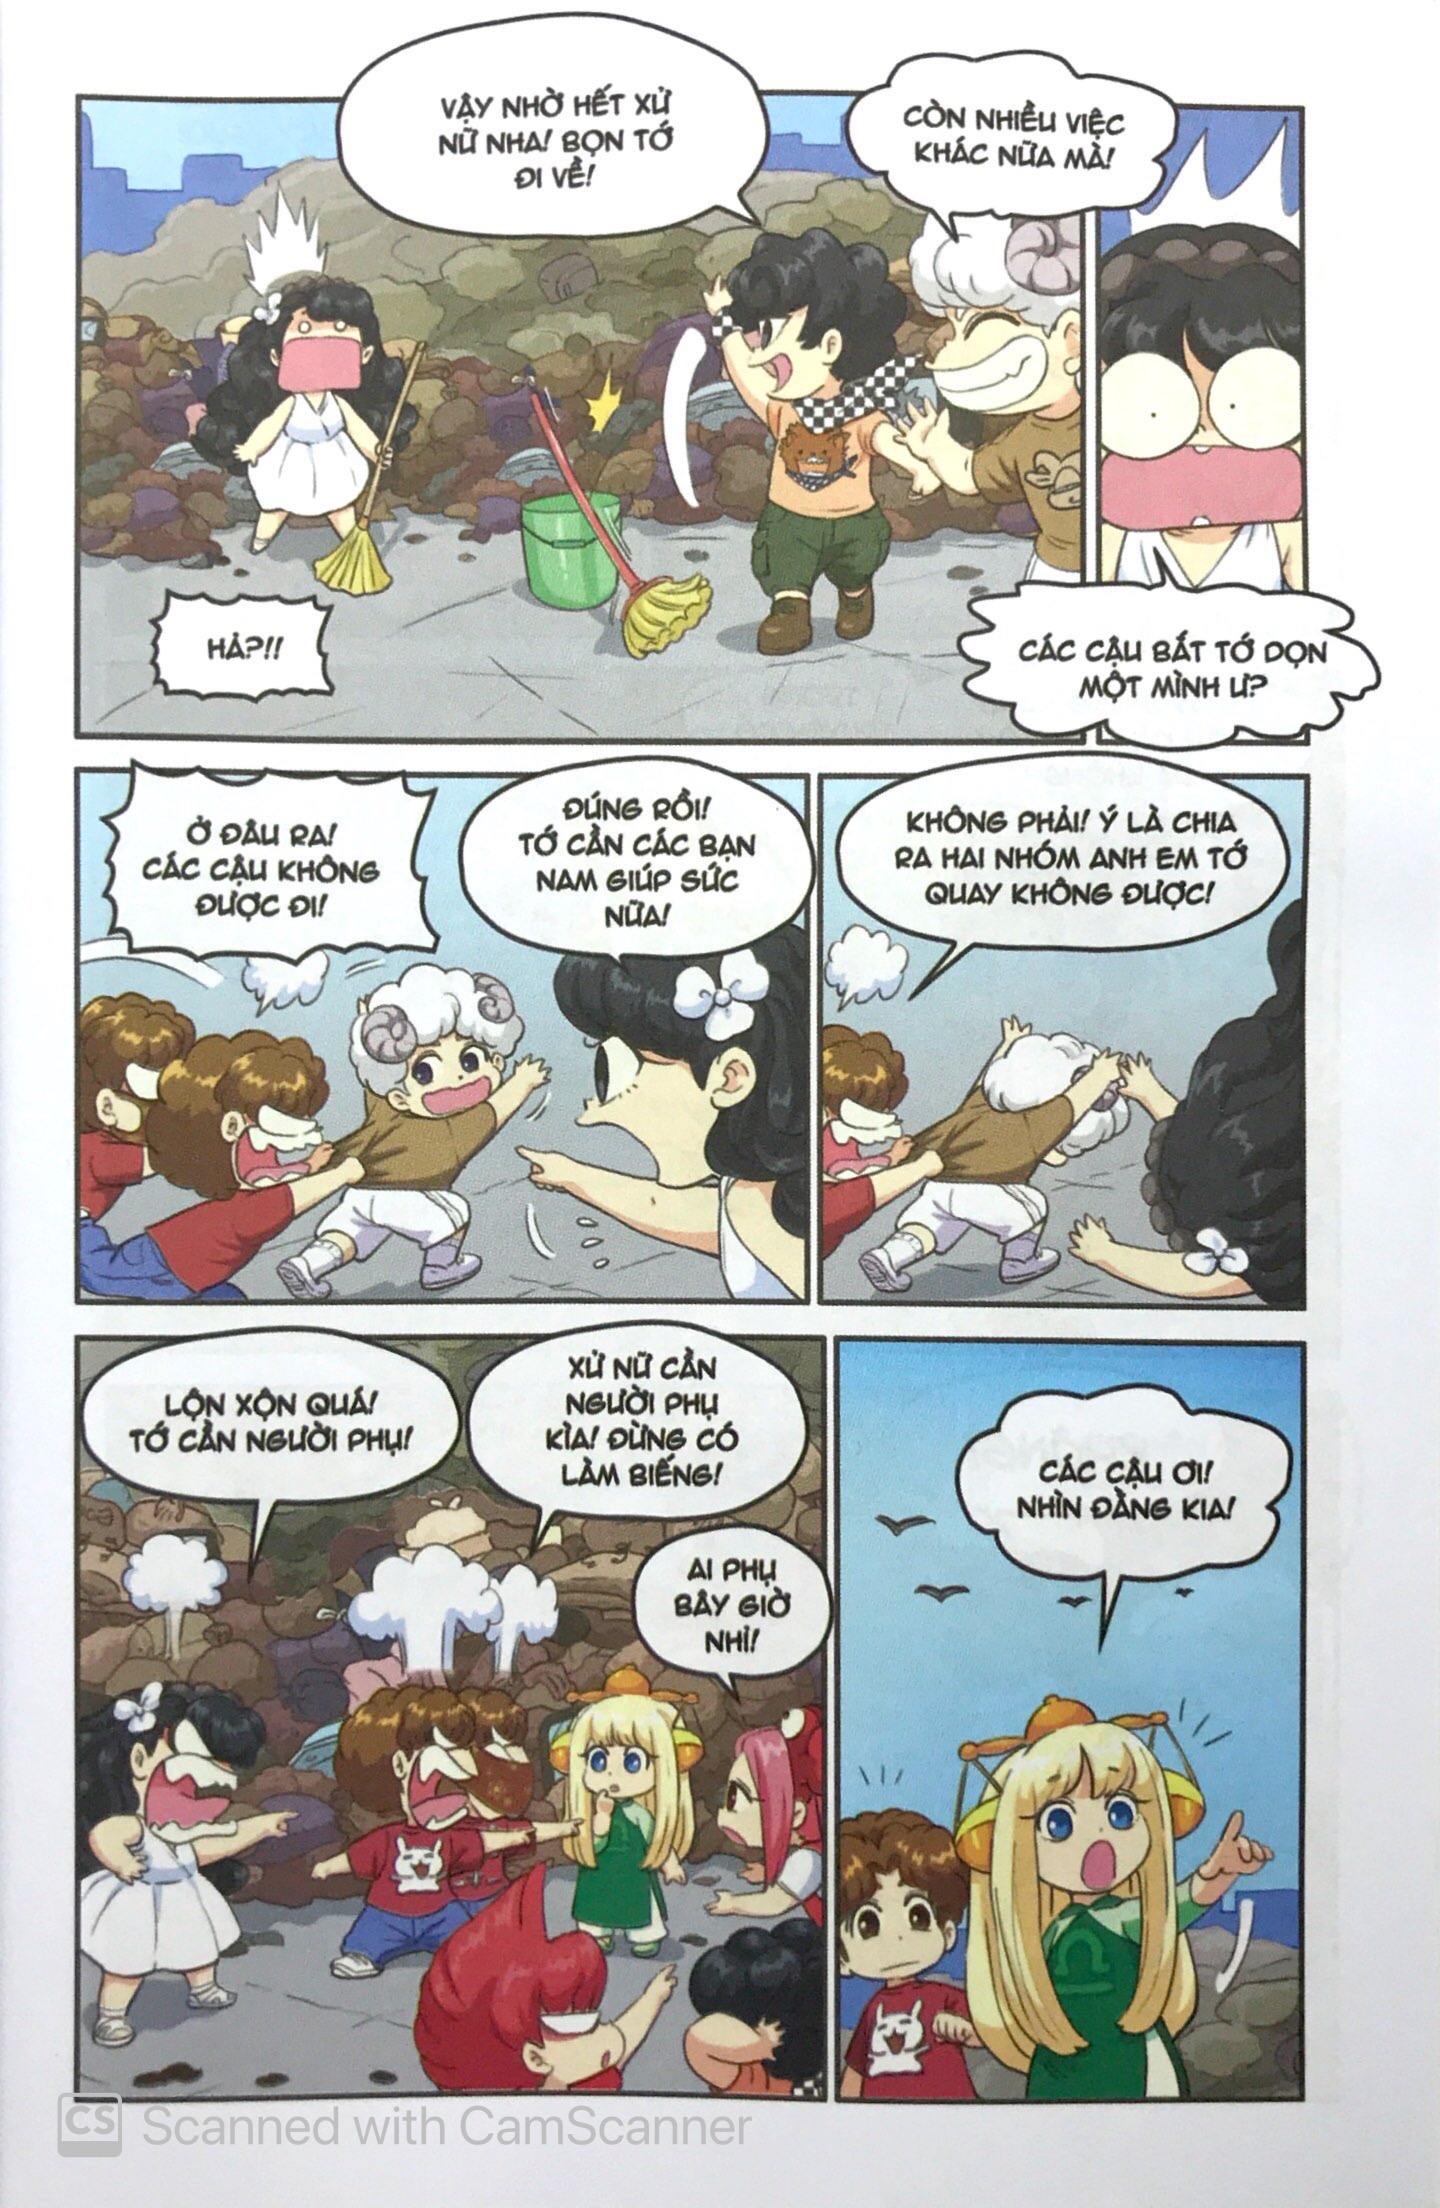 VẬY NHỜ HẾT XỬ
NỮ NHA! BỌN TỚ
ĐI VỀ!
CÒN NHIỀU VIỆC
KHÁC NỮA MÀ!
HẢ?!!
CÁC CẬU BẮT TỚ DỌN
MỘT MÌNH Ư?
Ở ĐÂU RA!
CÁC CẬU KHÔNG
ĐƯỢC ĐI!
ĐÚNG RỒI!
TỚ CẦN CÁC BẠN
NAM GIÚP SỨC
NỮA!
KHÔNG PHẢI! Ý LÀ CHIA
RA HAI NHÓM ANH EM TỚ
QUAY KHÔNG ĐƯỢC!
LỘN XỘN QUÁ!
TỚ CẦN NGƯỜI PHỤ!
XỬ NỮ CẦN
NGƯỜI PHỤ
KÌA! ĐỪNG CÓ
LÀM BIẾNG!
AI PHỤ
BÂY GIỜ
NHỈ!
CÁC CẬU ƠI!
NHÌN ĐẰNG KIA!
CS Scanned with CamScanner